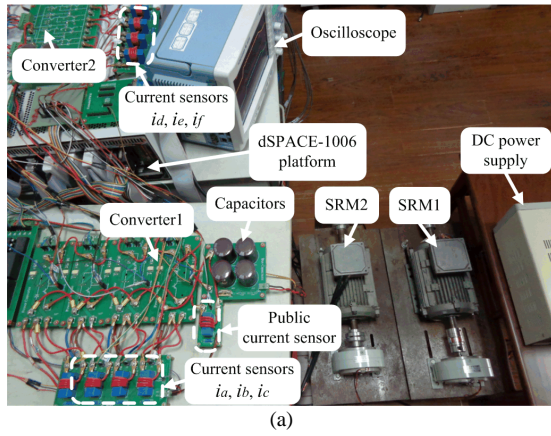 Oscilloscope
Converter2
Current sensors
id, ie, if
dSPACE-1006
platform
DC power
supply
Converter1
Capacitors
SRM2
SRM1
Public
current sensor
Current sensors
ia, ib, ic
(a)